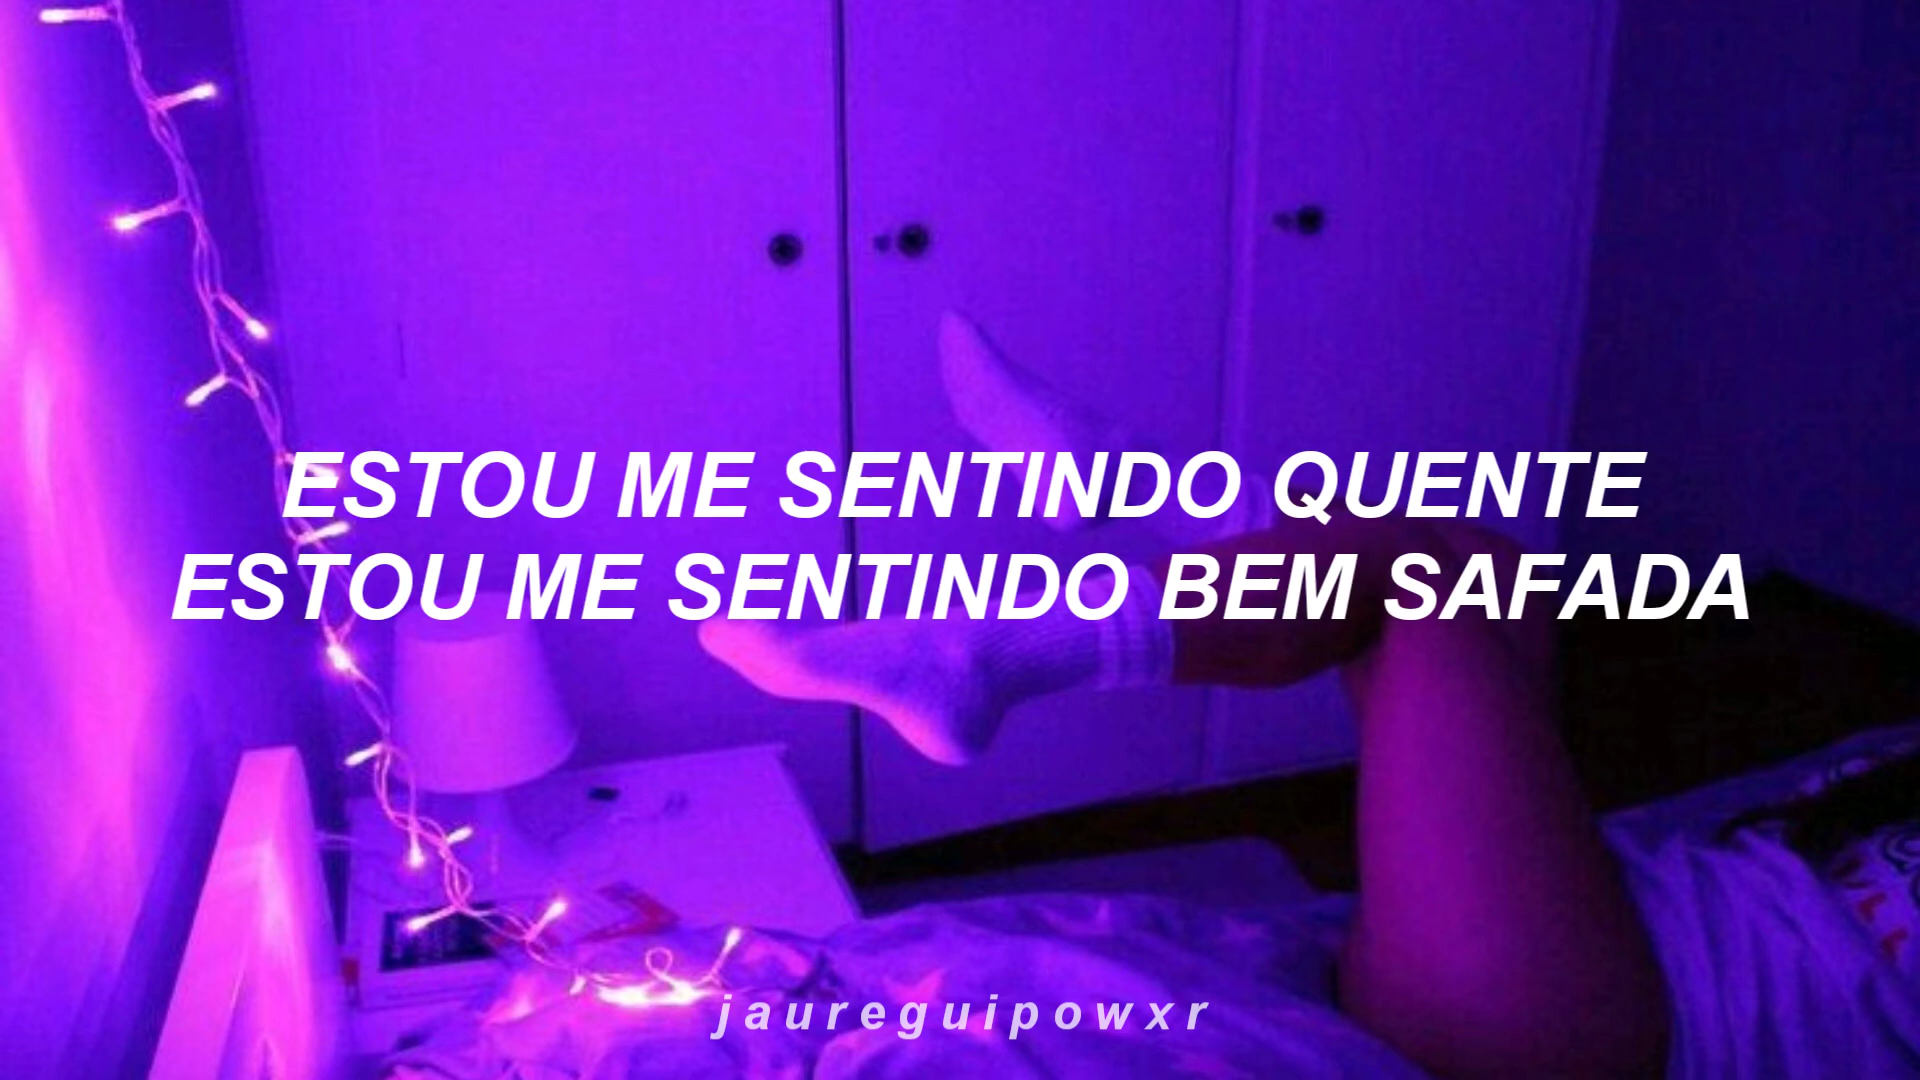 ESTOU ME SENTINDO QUENTE
ESTOU ME SENTINDO BEM SAFADA
jaureguipowxr